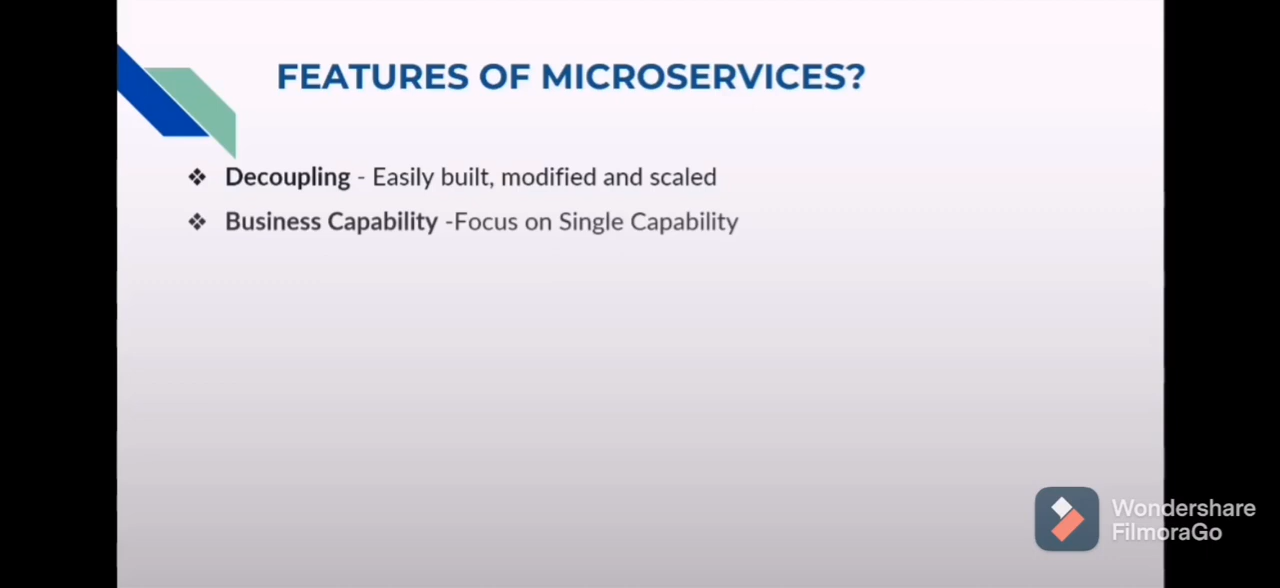 FEATURES OF MICROSERVICES?
❖ Decoupling - Easily built, modified and scaled
❖ Business Capability -Focus on Single Capability
Wondershare
FilmoraGo